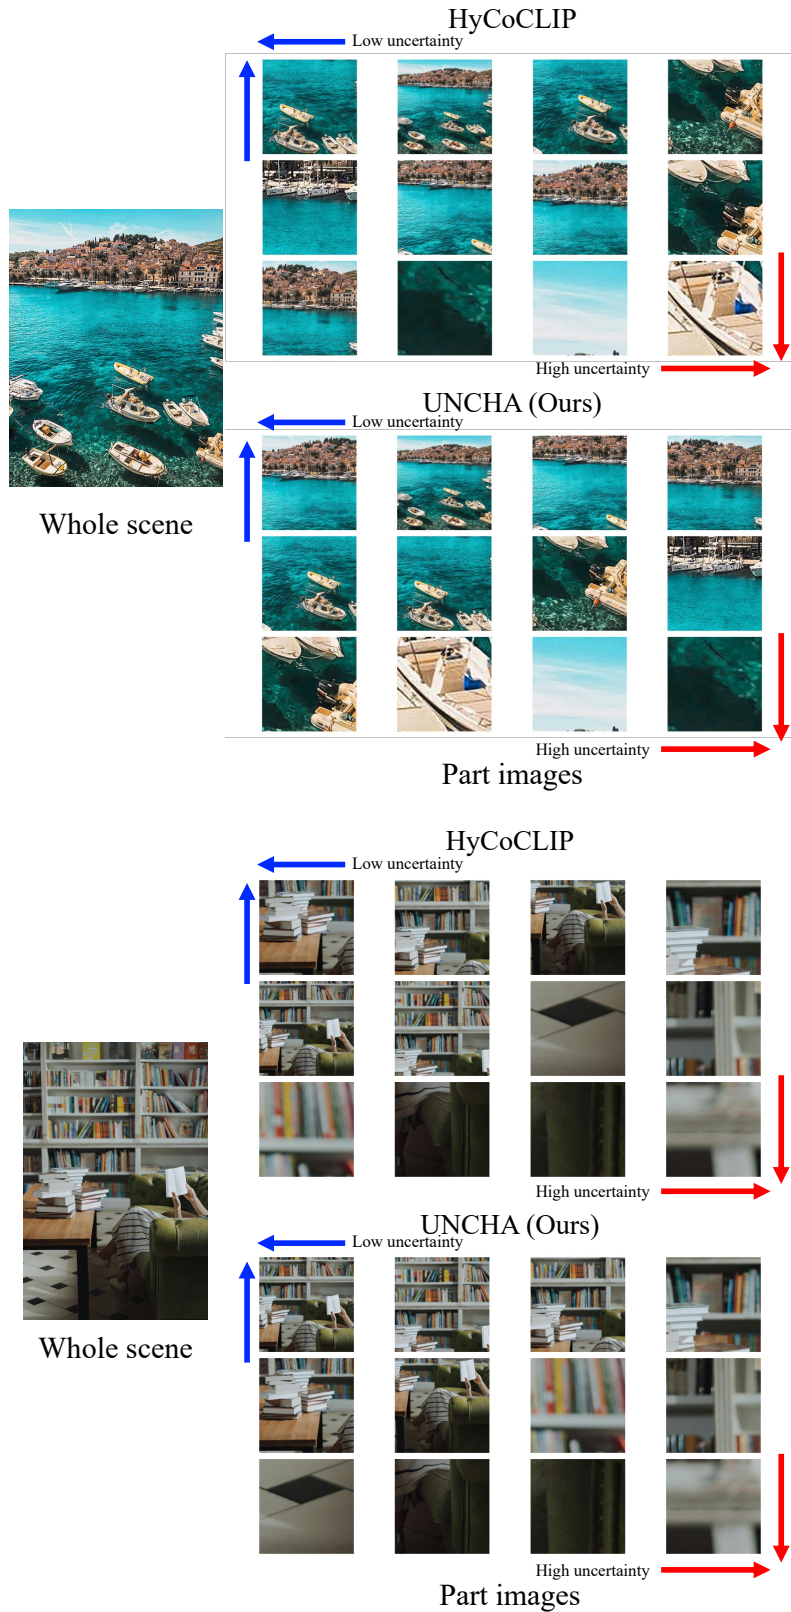 HyCoCLIP
Low uncertainty
High uncertainty
UNCHA (Ours)
Low uncertainty
Whole scene
High uncertainty
Part images
HyCoCLIP
Low uncertainty
High uncertainty
UNCHA (Ours)
Low uncertainty
Whole scene
High uncertainty
Part images